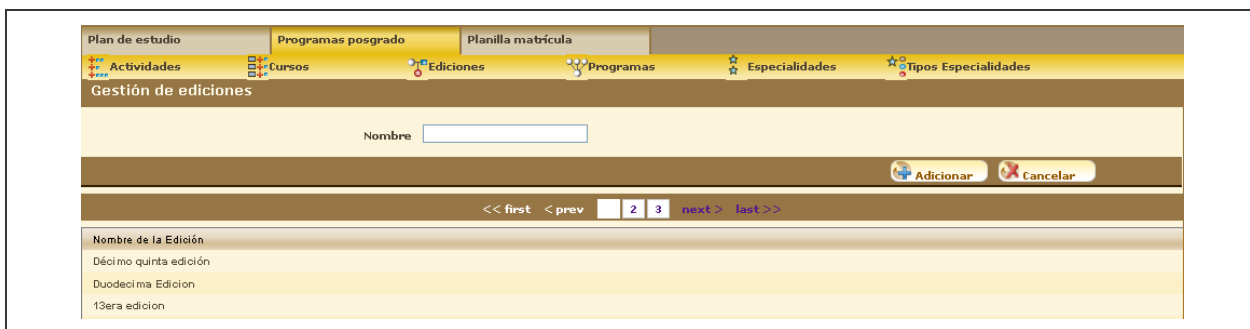 Plan de estudio Programas posgrado Planilla matrícula
Actividades Cursos Ediciones Programas Especialidades Tipos Especialidades
Gestión de ediciones
Nombre
Adicionar Cancelar
<< first < prev 2 3 next > last >>
Nombre de la Edición
Décimo quinta edición
Duodecima Edicion
13era edicion